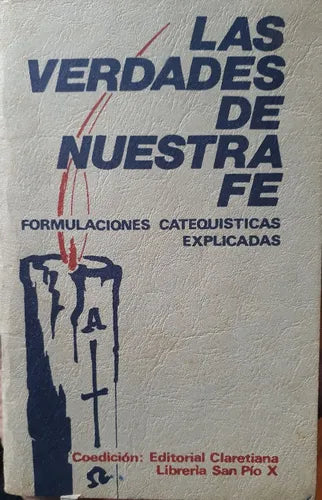 LAS
VERDADES
DE
NUESTRA
FE
FORMULACIONES CATEQUISTICAS
EXPLICADAS
A
Ω
Coedición: Editorial Claretiana
Librería San Pío X